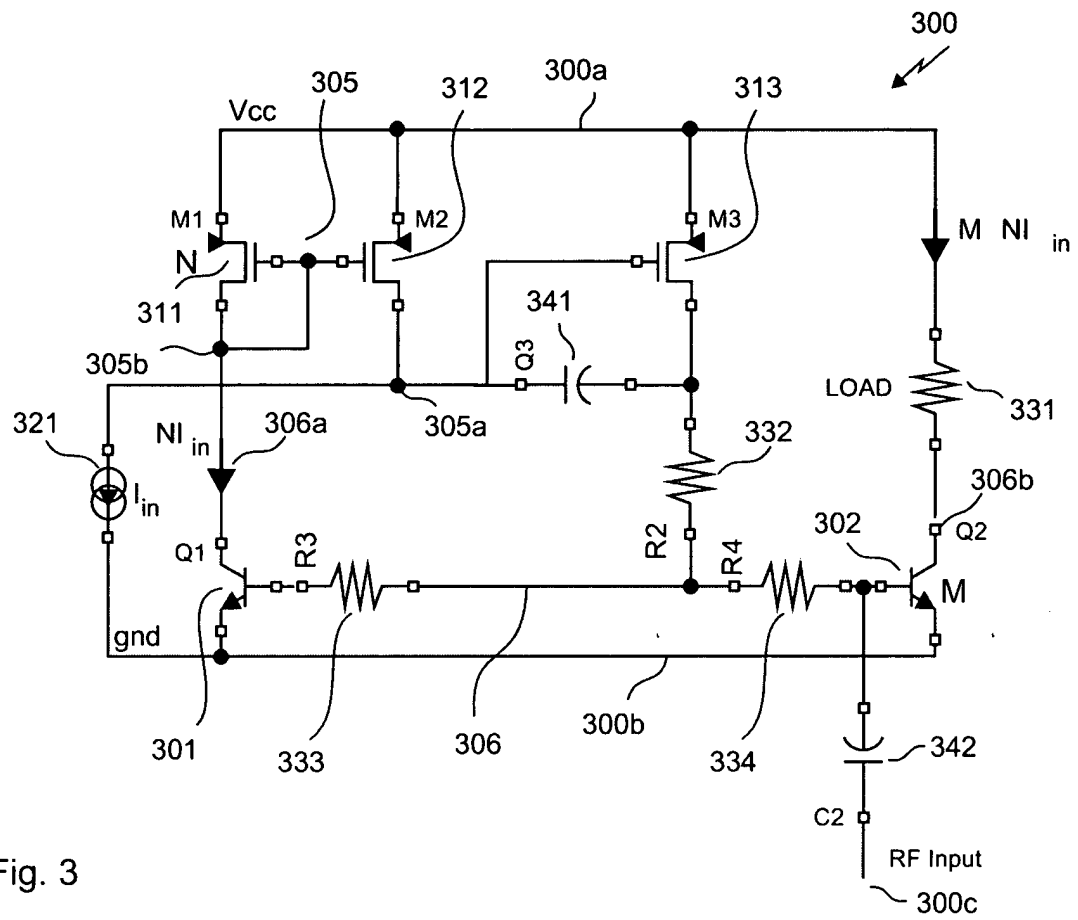 300
305
312
300a
313
Vcc
M1
M2
M3
M NI in
N
311
341
Q3
305b
LOAD
331
321
NI in
306a
305a
332
306b
I in
302
Q2
Q1
R3
R2
R4
M
301
gnd
333
306
300b
334
342
C2
RF Input
300c
Fig. 3